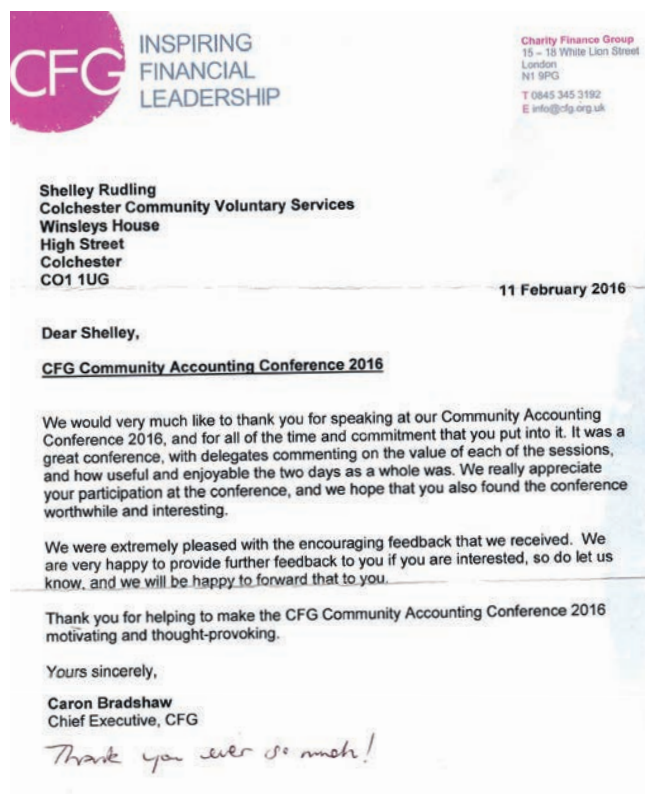 CFG
INSPIRING
FINANCIAL
LEADERSHIP
Charity Finance Group
15 – 18 White Lion Street
London
N1 9PG
T 0845 345 3192
E info@cfg.org.uk
Shelley Rudling
Colchester Community Voluntary Services
Winsleys House
High Street
Colchester
CO1 1UG
11 February 2016
Dear Shelley,
CFG Community Accounting Conference 2016
We would very much like to thank you for speaking at our Community Accounting
Conference 2016, and for all of the time and commitment that you put into it. It was a
great conference, with delegates commenting on the value of each of the sessions,
and how useful and enjoyable the two days as a whole was. We really appreciate
your participation at the conference, and we hope that you also found the conference
worthwhile and interesting.
We were extremely pleased with the encouraging feedback that we received. We
are very happy to provide further feedback to you if you are interested, so do let us
know, and we will be happy to forward that to you.
Thank you for helping to make the CFG Community Accounting Conference 2016
motivating and thought-provoking.
Yours sincerely,
Caron Bradshaw
Chief Executive, CFG
Thank you ever so much!